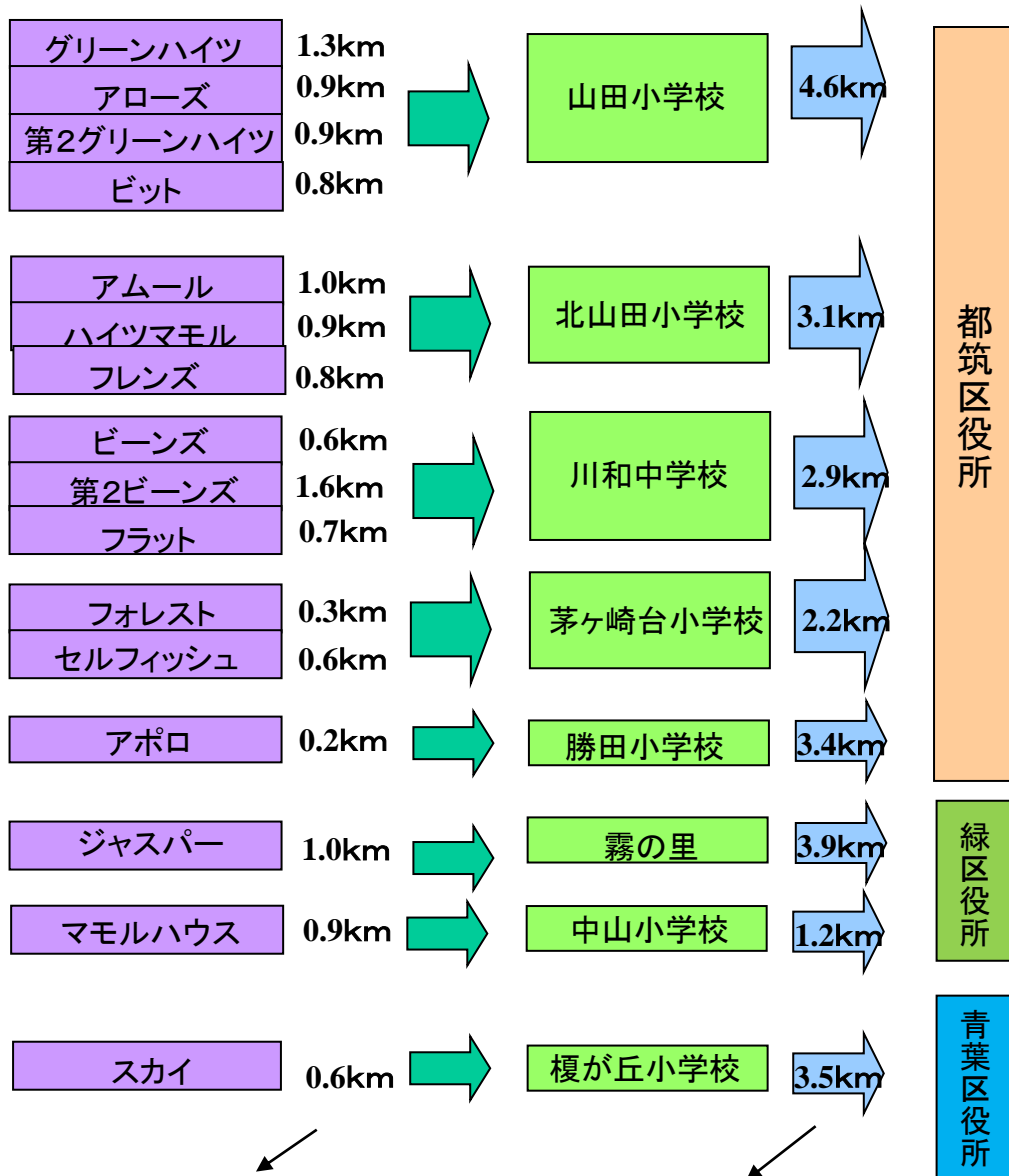 グリーンハイツ 1.3km
アローズ 0.9km
第2グリーンハイツ 0.9km
ビット 0.8km
山田小学校
4.6km
アムール 1.0km
ハイツマモル 0.9km
フレンズ 0.8km
北山田小学校
3.1km
ビーンズ 0.6km
第2ビーンズ 1.6km
フラット 0.7km
川和中学校
2.9km
フォレスト 0.3km
セルフィッシュ 0.6km
茅ヶ崎台小学校
2.2km
アポロ 0.2km
勝田小学校
3.4km
都筑区役所
ジャスパー 1.0km
霧の里
3.9km
マモルハウス 0.9km
中山小学校
1.2km
緑区役所
スカイ 0.6km
榎が丘小学校
3.5km
青葉区役所